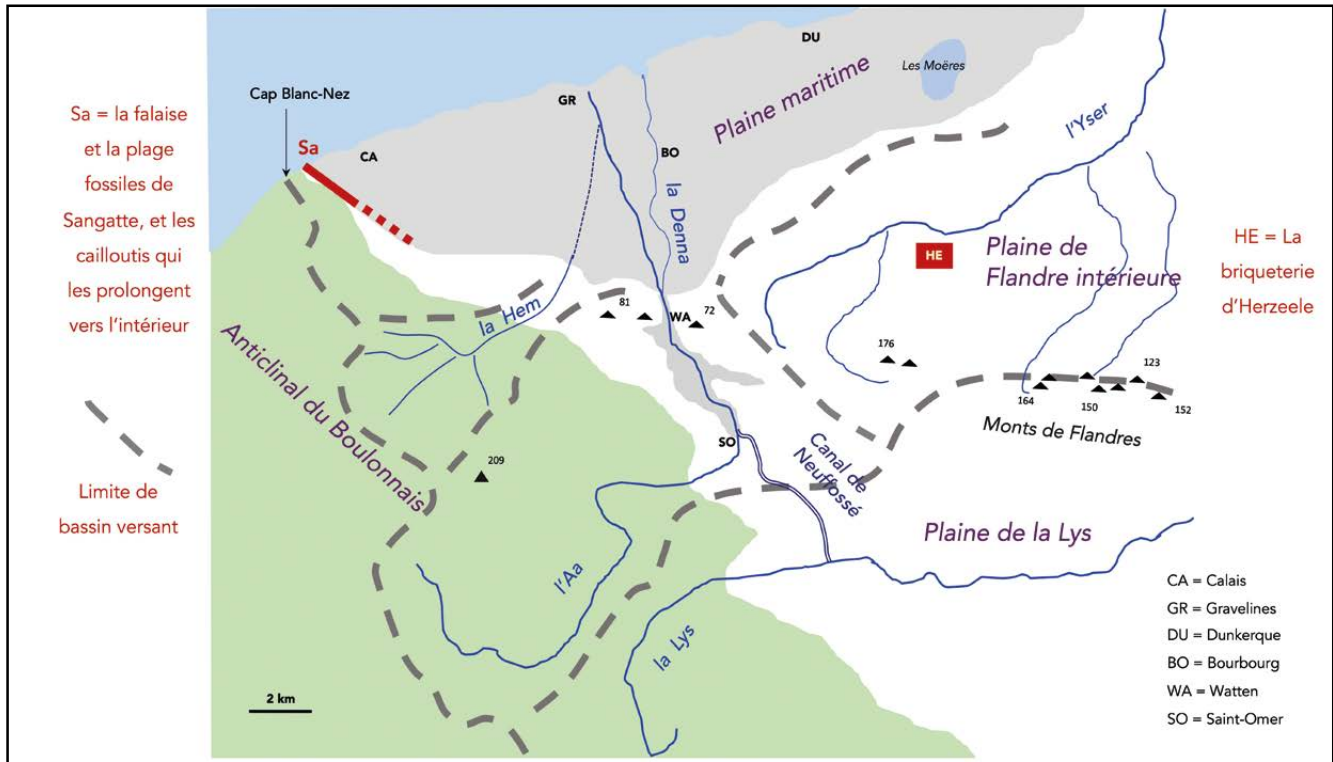 Sa = la falaise
et la plage
fossiles de
Sangatte, et les
cailloutis qui
les prolongent
vers l'intérieur
Limite de
bassin versant
Cap Blanc-Nez
Sa
CA
GR
BO
DU
Les Moëres
Plaine maritime
l'Yser
la Denna
HE
Plaine de
Flandre intérieure
HE = La
briqueterie
d'Herzeele
la Hem
81
WA
72
176
123
164
150
152
Monts de Flandres
Anticlinal du Boulonnais
209
SO
Canal de
Neuffossé
Plaine de la Lys
l'Aa
la Lys
2 km
CA = Calais
GR = Gravelines
DU = Dunkerque
BO = Bourbourg
WA = Watten
SO = Saint-Omer